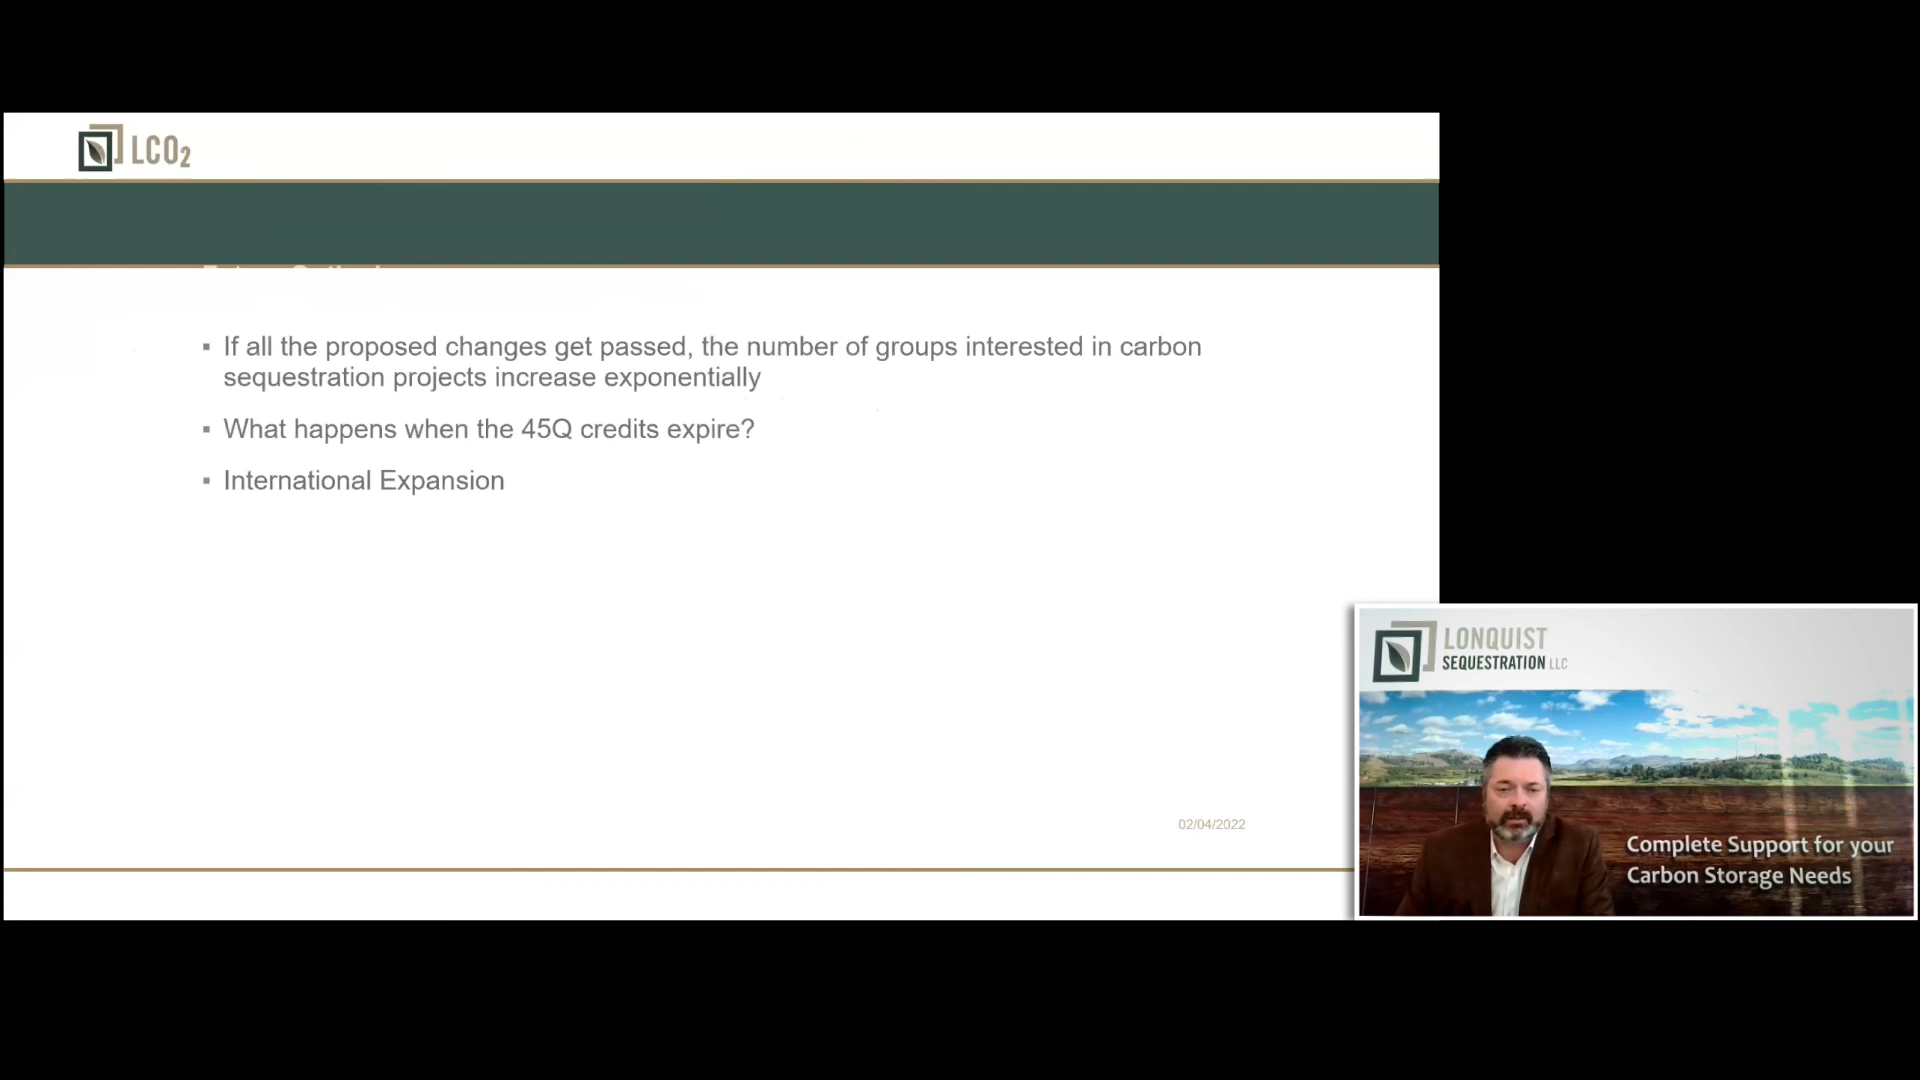 LCO2
▪ If all the proposed changes get passed, the number of groups interested in carbon
sequestration projects increase exponentially
▪ What happens when the 45Q credits expire?
▪ International Expansion
02/04/2022
LONQUIST
SEQUESTRATION LLC
Complete Support for your
Carbon Storage Needs